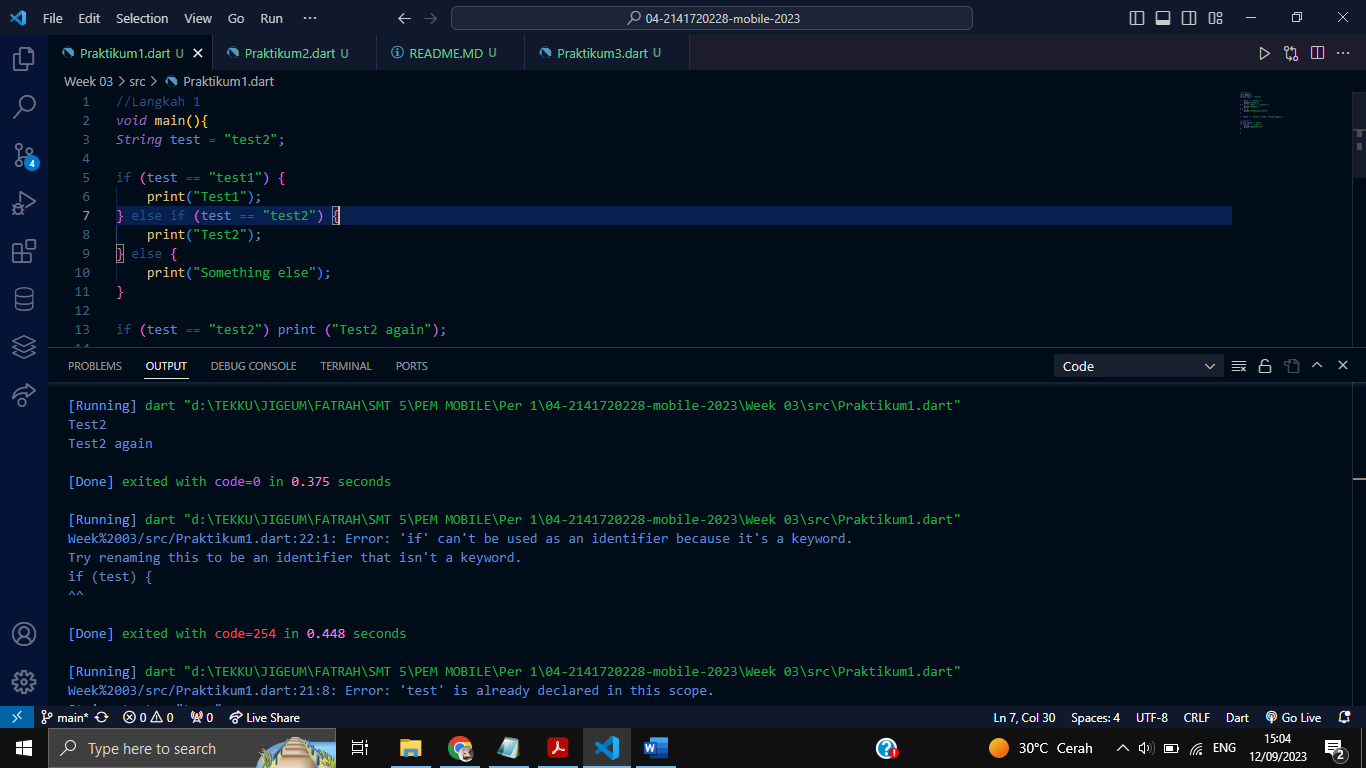 File Edit Selection View Go Run ··· 04-2141720228-mobile-2023
Praktikum1.dart U Praktikum2.dart U README.MD U Praktikum3.dart U
Week 03 > src > Praktikum1.dart
1 //Langkah 1
2 void main(){
3 String test = "test2";
4
5 if (test == "test1") {
6 print("Test1");
7 } else if (test == "test2") {
8 print("Test2");
9 } else {
10 print("Something else");
11 }
12
13 if (test == "test2") print ("Test2 again");
4
PROBLEMS OUTPUT DEBUG CONSOLE TERMINAL PORTS Code
[Running] dart "d:\TEKKU\JIGEUM\FATRAH\SMT 5\PEM MOBILE\Per 1\04-2141720228-mobile-2023\Week 03\src\Praktikum1.dart"
Test2
Test2 again
[Done] exited with code=0 in 0.375 seconds
[Running] dart "d:\TEKKU\JIGEUM\FATRAH\SMT 5\PEM MOBILE\Per 1\04-2141720228-mobile-2023\Week 03\src\Praktikum1.dart"
Week%2003/src/Praktikum1.dart:22:1: Error: 'if' can't be used as an identifier because it's a keyword.
Try renaming this to be an identifier that isn't a keyword.
if (test) {
^^
[Done] exited with code=254 in 0.448 seconds
[Running] dart "d:\TEKKU\JIGEUM\FATRAH\SMT 5\PEM MOBILE\Per 1\04-2141720228-mobile-2023\Week 03\src\Praktikum1.dart"
Week%2003/src/Praktikum1.dart:21:8: Error: 'test' is already declared in this scope.
main* 0 0 0 Live Share Ln 7, Col 30 Spaces: 4 UTF-8 CRLF Dart Go Live
Type here to search 30°C Cerah ENG 15:04
12/09/2023 2